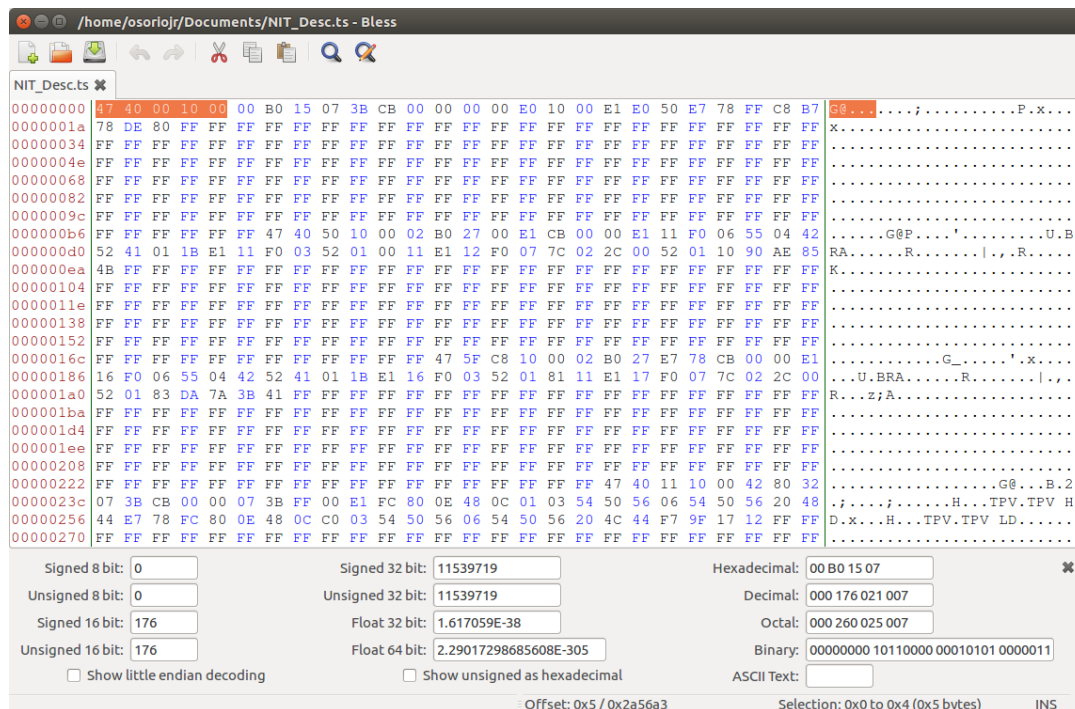 /home/osoriojr/Documents/NIT_Desc.ts - Bless
NIT_Desc.ts
00000000 47 40 00 10 00 00 B0 15 07 3B CB 00 00 00 00 E0 10 00 E1 E0 50 E7 78 FF C8 B7 G@.......;..........P.x...
0000001a 78 DE 80 FF FF FF FF FF FF FF FF FF FF FF FF FF FF FF FF FF FF FF FF FF FF FF x.........................
00000034 FF FF FF FF FF FF FF FF FF FF FF FF FF FF FF FF FF FF FF FF FF FF FF FF FF FF ..........................
0000004e FF FF FF FF FF FF FF FF FF FF FF FF FF FF FF FF FF FF FF FF FF FF FF FF FF FF ..........................
00000068 FF FF FF FF FF FF FF FF FF FF FF FF FF FF FF FF FF FF FF FF FF FF FF FF FF FF ..........................
00000082 FF FF FF FF FF FF FF FF FF FF FF FF FF FF FF FF FF FF FF FF FF FF FF FF FF FF ..........................
0000009c FF FF FF FF FF FF FF FF FF FF FF FF FF FF FF FF FF FF FF FF FF FF FF FF FF FF ..........................
000000b6 FF FF FF FF FF FF 47 40 50 10 00 02 B0 27 00 E1 CB 00 00 E1 11 F0 06 55 04 42 ......G@P....'.........U.B
000000d0 52 41 01 1B E1 11 F0 03 52 01 00 11 E1 12 F0 07 7C 02 2C 00 52 01 10 90 AE 85 RA......R.......|.,.R.....
000000ea 4B FF FF FF FF FF FF FF FF FF FF FF FF FF FF FF FF FF FF FF FF FF FF FF FF FF K.........................
00000104 FF FF FF FF FF FF FF FF FF FF FF FF FF FF FF FF FF FF FF FF FF FF FF FF FF FF ..........................
0000011e FF FF FF FF FF FF FF FF FF FF FF FF FF FF FF FF FF FF FF FF FF FF FF FF FF FF ..........................
00000138 FF FF FF FF FF FF FF FF FF FF FF FF FF FF FF FF FF FF FF FF FF FF FF FF FF FF ..........................
00000152 FF FF FF FF FF FF FF FF FF FF FF FF FF FF FF FF FF FF FF FF FF FF FF FF FF FF ..........................
0000016c FF FF FF FF FF FF FF FF FF FF FF FF 47 5F C8 10 00 02 B0 27 E7 78 CB 00 00 E1 ............G_.....'.x....
00000186 16 F0 06 55 04 42 52 41 01 1B E1 16 F0 03 52 01 81 11 E1 17 F0 07 7C 02 2C 00 ...U.BRA......R.......|.,.
000001a0 52 01 83 DA 7A 3B 41 FF FF FF FF FF FF FF FF FF FF FF FF FF FF FF FF FF FF FF R...z;A...................
000001ba FF FF FF FF FF FF FF FF FF FF FF FF FF FF FF FF FF FF FF FF FF FF FF FF FF FF ..........................
000001d4 FF FF FF FF FF FF FF FF FF FF FF FF FF FF FF FF FF FF FF FF FF FF FF FF FF FF ..........................
000001ee FF FF FF FF FF FF FF FF FF FF FF FF FF FF FF FF FF FF FF FF FF FF FF FF FF FF ..........................
00000208 FF FF FF FF FF FF FF FF FF FF FF FF FF FF FF FF FF FF FF FF FF FF FF FF FF FF ..........................
00000222 FF FF FF FF FF FF FF FF FF FF FF FF FF FF FF FF FF FF 47 40 11 10 00 42 80 32 ..................G@...B.2
0000023c 07 3B CB 00 00 07 3B FF 00 E1 FC 80 0E 48 0C 01 03 54 50 56 06 54 50 56 20 48 .;....;......H...TPV.TPV H
00000256 44 E7 78 FC 80 0E 48 0C C0 03 54 50 56 06 54 50 56 20 4C 44 F7 9F 17 12 FF FF D.x...H...TPV.TPV LD......
00000270 FF FF FF FF FF FF FF FF FF FF FF FF FF FF FF FF FF FF FF FF FF FF FF FF FF FF ..........................
Signed 8 bit: 0 Signed 32 bit: 11539719 Hexadecimal: 00 B0 15 07
Unsigned 8 bit: 0 Unsigned 32 bit: 11539719 Decimal: 000 176 021 007
Signed 16 bit: 176 Float 32 bit: 1.617059E-38 Octal: 000 260 025 007
Unsigned 16 bit: 176 Float 64 bit: 2.29017298685608E-305 Binary: 00000000 10110000 00010101 0000011
Show little endian decoding Show unsigned as hexadecimal ASCII Text:
Offset: 0x5 / 0x2a56a3 Selection: 0x0 to 0x4 (0x5 bytes) INS